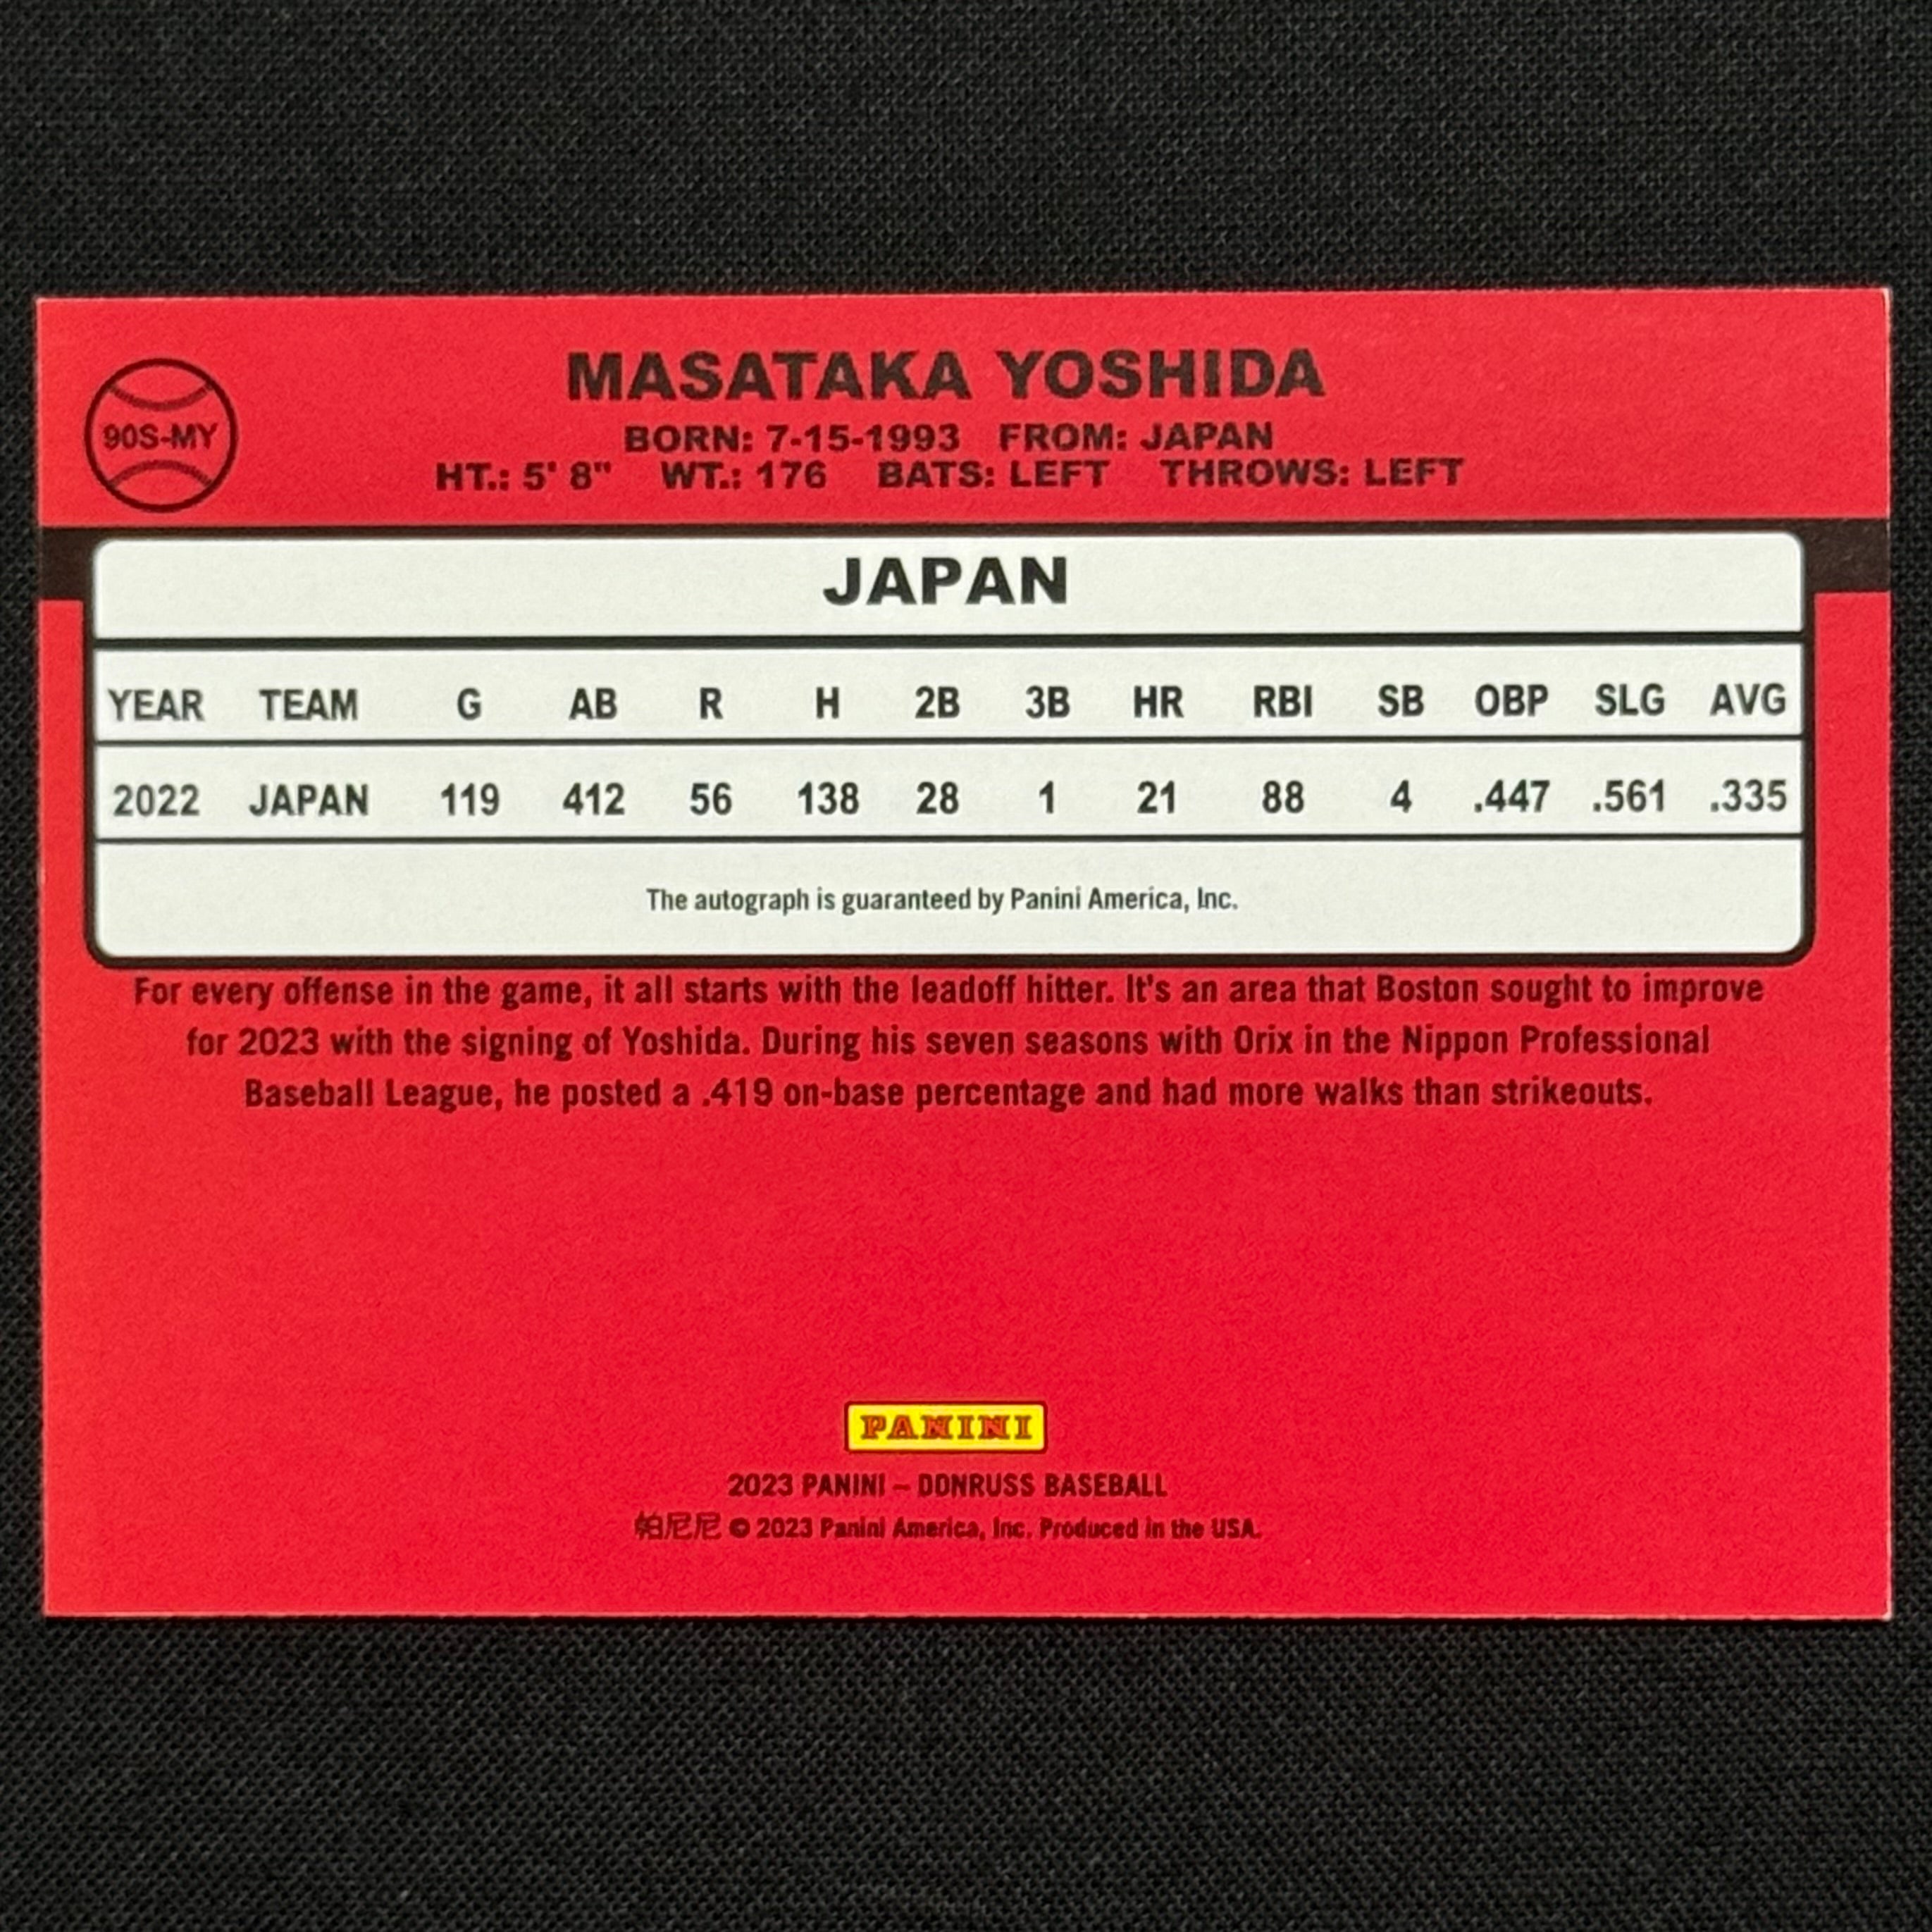 MASATAKA YOSHIDA
90S-MY
BORN: 7-15-1993 FROM: JAPAN
HT.: 5' 8" WT.: 176 BATS: LEFT THROWS: LEFT
JAPAN
YEAR TEAM G AB R H 2B 3B HR RBI SB OBP SLG AVG
2022 JAPAN 119 412 56 138 28 1 21 88 4 .447 .561 .335
The autograph is guaranteed by Panini America, Inc.
For every offense in the game, it all starts with the leadoff hitter. It's an area that Boston sought to improve
for 2023 with the signing of Yoshida. During his seven seasons with Orix in the Nippon Professional
Baseball League, he posted a .419 on-base percentage and had more walks than strikeouts.
PANINI
2023 PANINI – DONRUSS BASEBALL
帕尼尼 © 2023 Panini America, Inc. Produced in the USA.